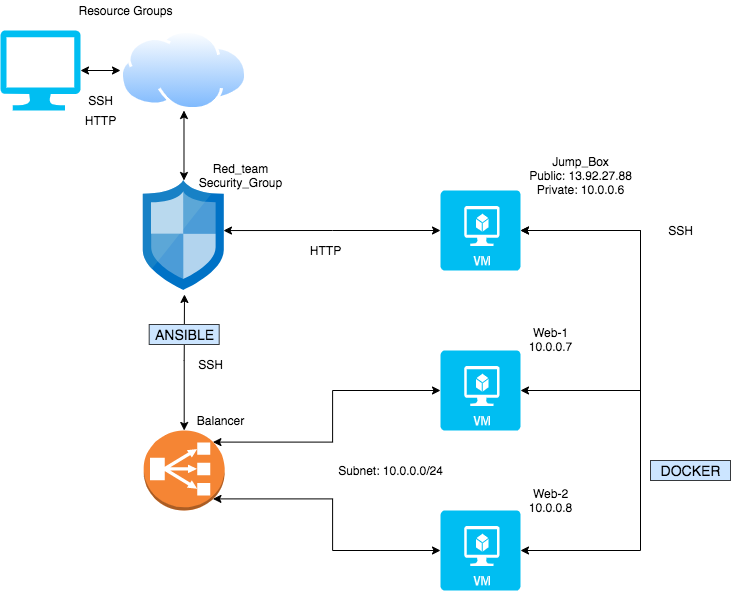 Resource Groups
SSH
HTTP
Red_team
Security_Group
Jump_Box
Public: 13.92.27.88
Private: 10.0.0.6
HTTP
SSH
VM
ANSIBLE
SSH
Web-1
10.0.0.7
VM
Balancer
Subnet: 10.0.0.0/24
DOCKER
Web-2
10.0.0.8
VM